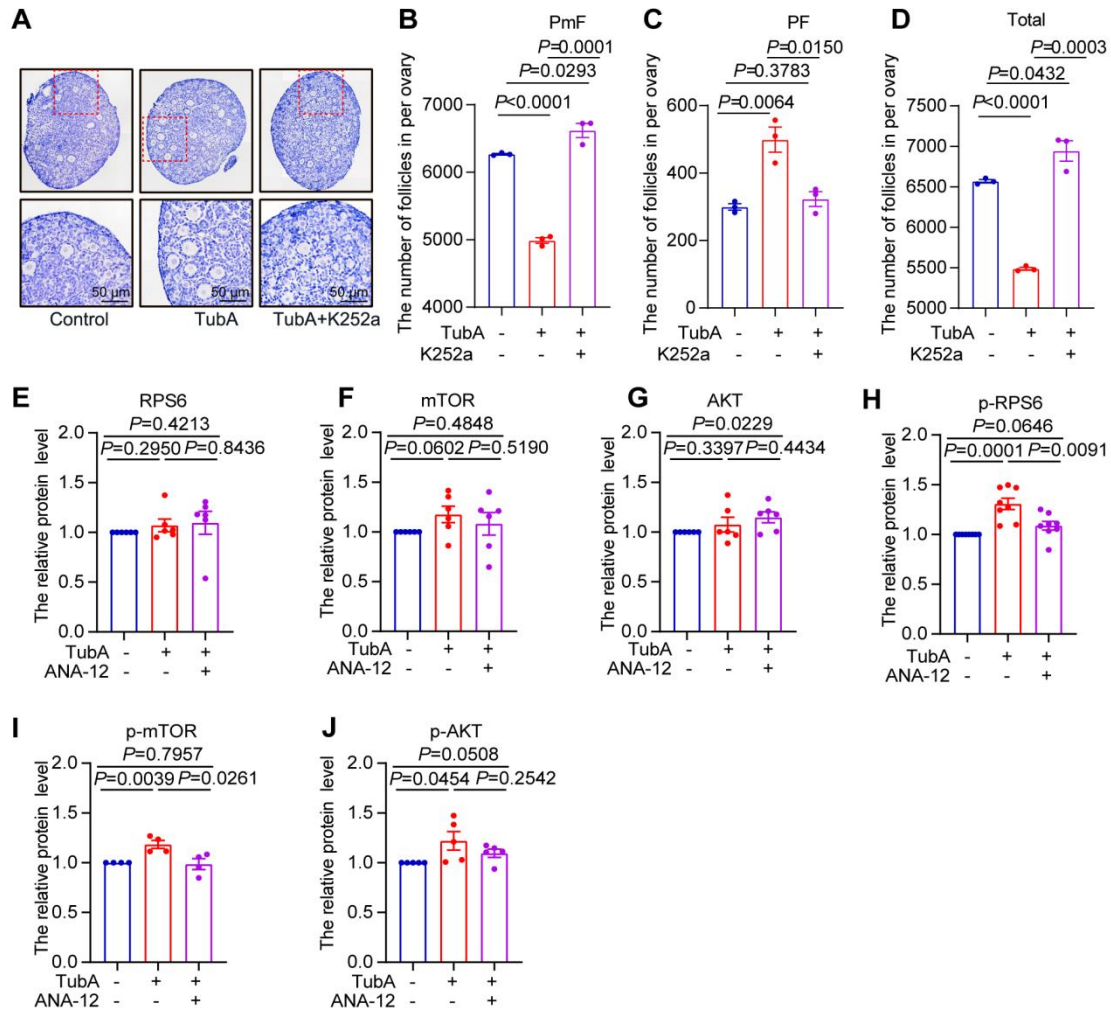 A
50 µm
50 µm
50 µm
Control
TubA
TubA+K252a
B
PmF
P=0.0001
P=0.0293
P<0.0001
The number of follicles in per ovary
7000
6000
5000
4000
TubA - + +
K252a - - +
C
PF
P=0.0150
P=0.3783
P=0.0064
The number of follicles in per ovary
600
400
200
0
TubA - + +
K252a - - +
D
Total
P=0.0003
P=0.0432
P<0.0001
The number of follicles in per ovary
7500
7000
6500
6000
5500
5000
TubA - + +
K252a - - +
E
RPS6
P=0.4213
P=0.2950 P=0.8436
The relative protein level
2.0
1.5
1.0
0.5
0.0
TubA - + +
ANA-12 - - +
F
mTOR
P=0.4848
P=0.0602 P=0.5190
The relative protein level
2.0
1.5
1.0
0.5
0.0
TubA - + +
ANA-12 - - +
G
AKT
P=0.0229
P=0.3397 P=0.4434
The relative protein level
2.0
1.5
1.0
0.5
0.0
TubA - + +
ANA-12 - - +
H
p-RPS6
P=0.0646
P=0.0001 P=0.0091
The relative protein level
2.0
1.5
1.0
0.5
0.0
TubA - + +
ANA-12 - - +
I
p-mTOR
P=0.7957
P=0.0039 P=0.0261
The relative protein level
2.0
1.5
1.0
0.5
0.0
TubA - + +
ANA-12 - - +
J
p-AKT
P=0.0508
P=0.0454 P=0.2542
The relative protein level
2.0
1.5
1.0
0.5
0.0
TubA - + +
ANA-12 - - +